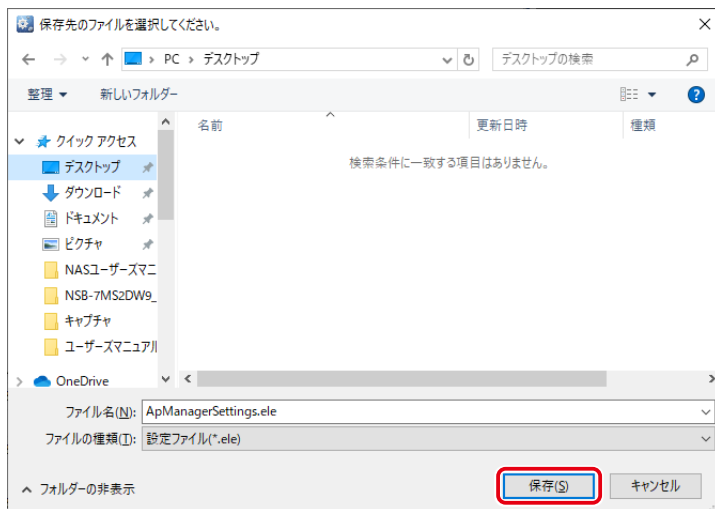 保存先のファイルを選択してください。
PC › デスクトップ
デスクトップの検索
整理 新しいフォルダー
名前 更新日時 種類
検索条件に一致する項目はありません。
クイック アクセス
デスクトップ
ダウンロード
ドキュメント
ピクチャ
NASユーザーズマニ
NSB-7MS2DW9_
キャプチャ
ユーザーズマニュアル
OneDrive
ファイル名(N): ApManagerSettings.ele
ファイルの種類(T): 設定ファイル(*.ele)
フォルダーの非表示 保存(S) キャンセル